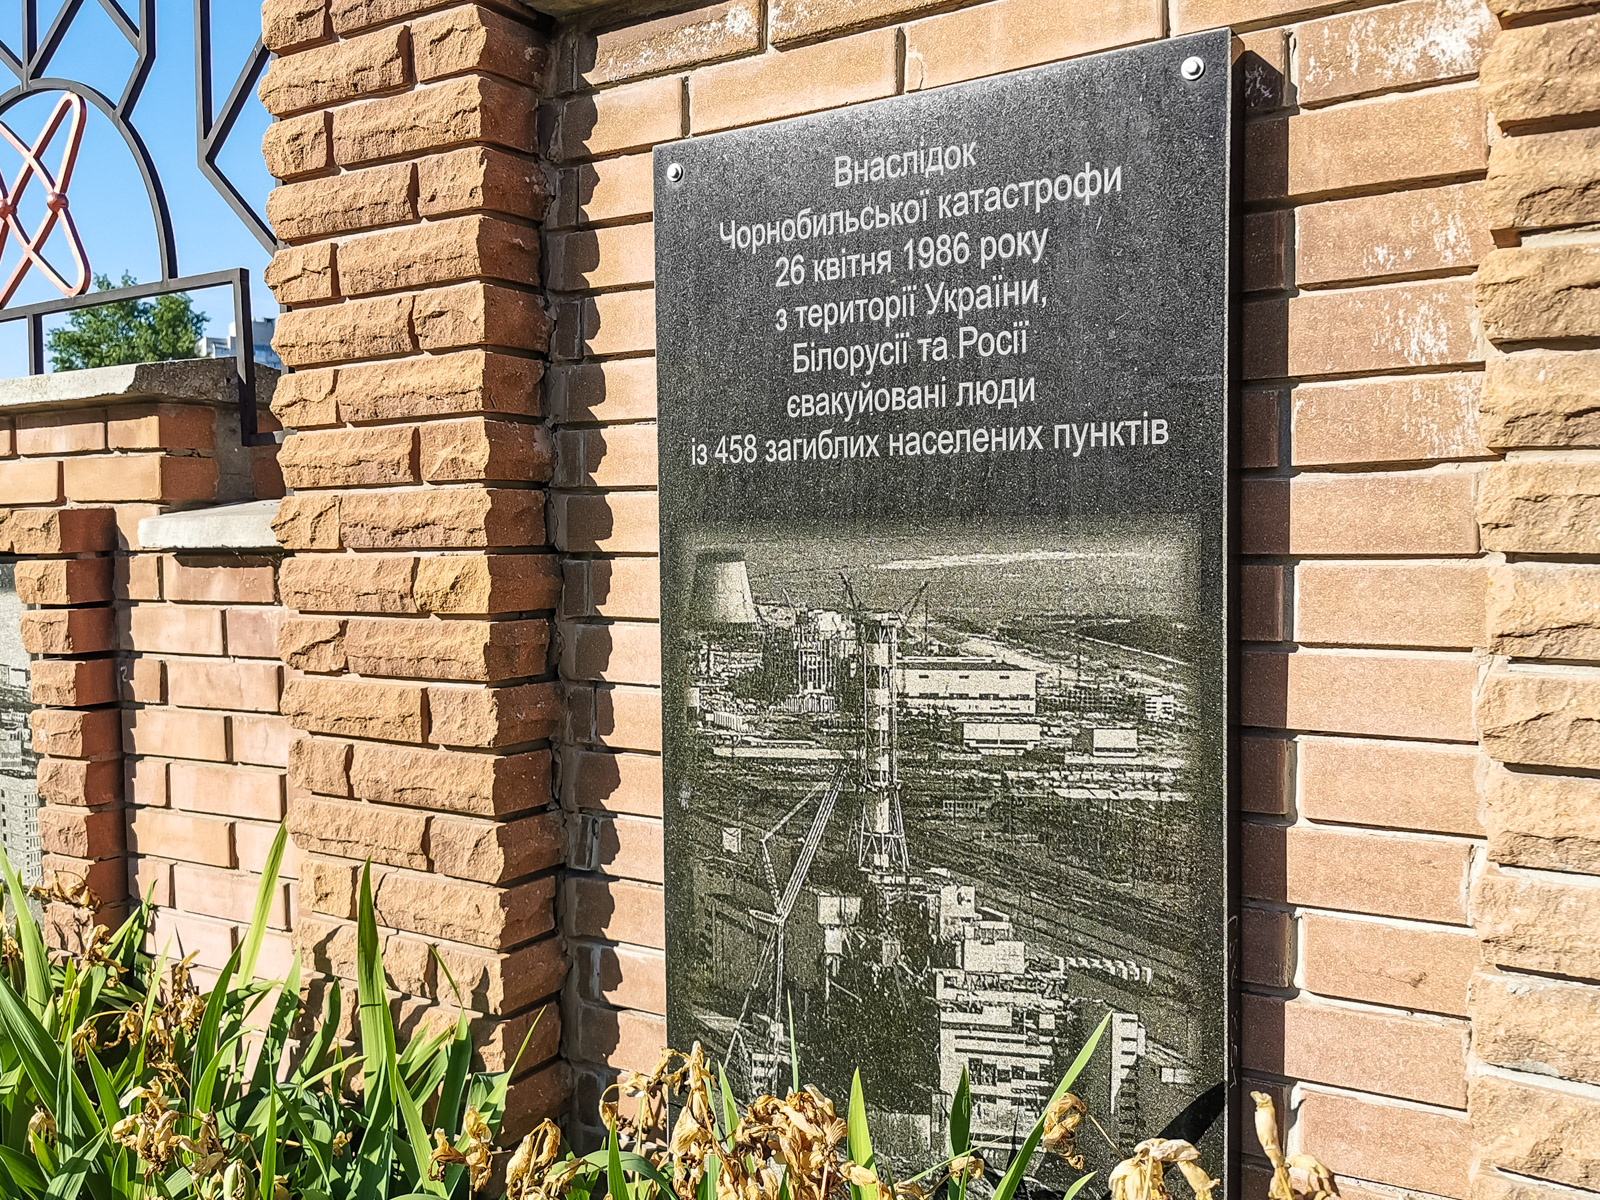 Внаслідок
Чорнобильської катастрофи
26 квітня 1986 року
з території України,
Білорусії та Росії
євакуйовані люди
із 458 загиблих населених пунктів